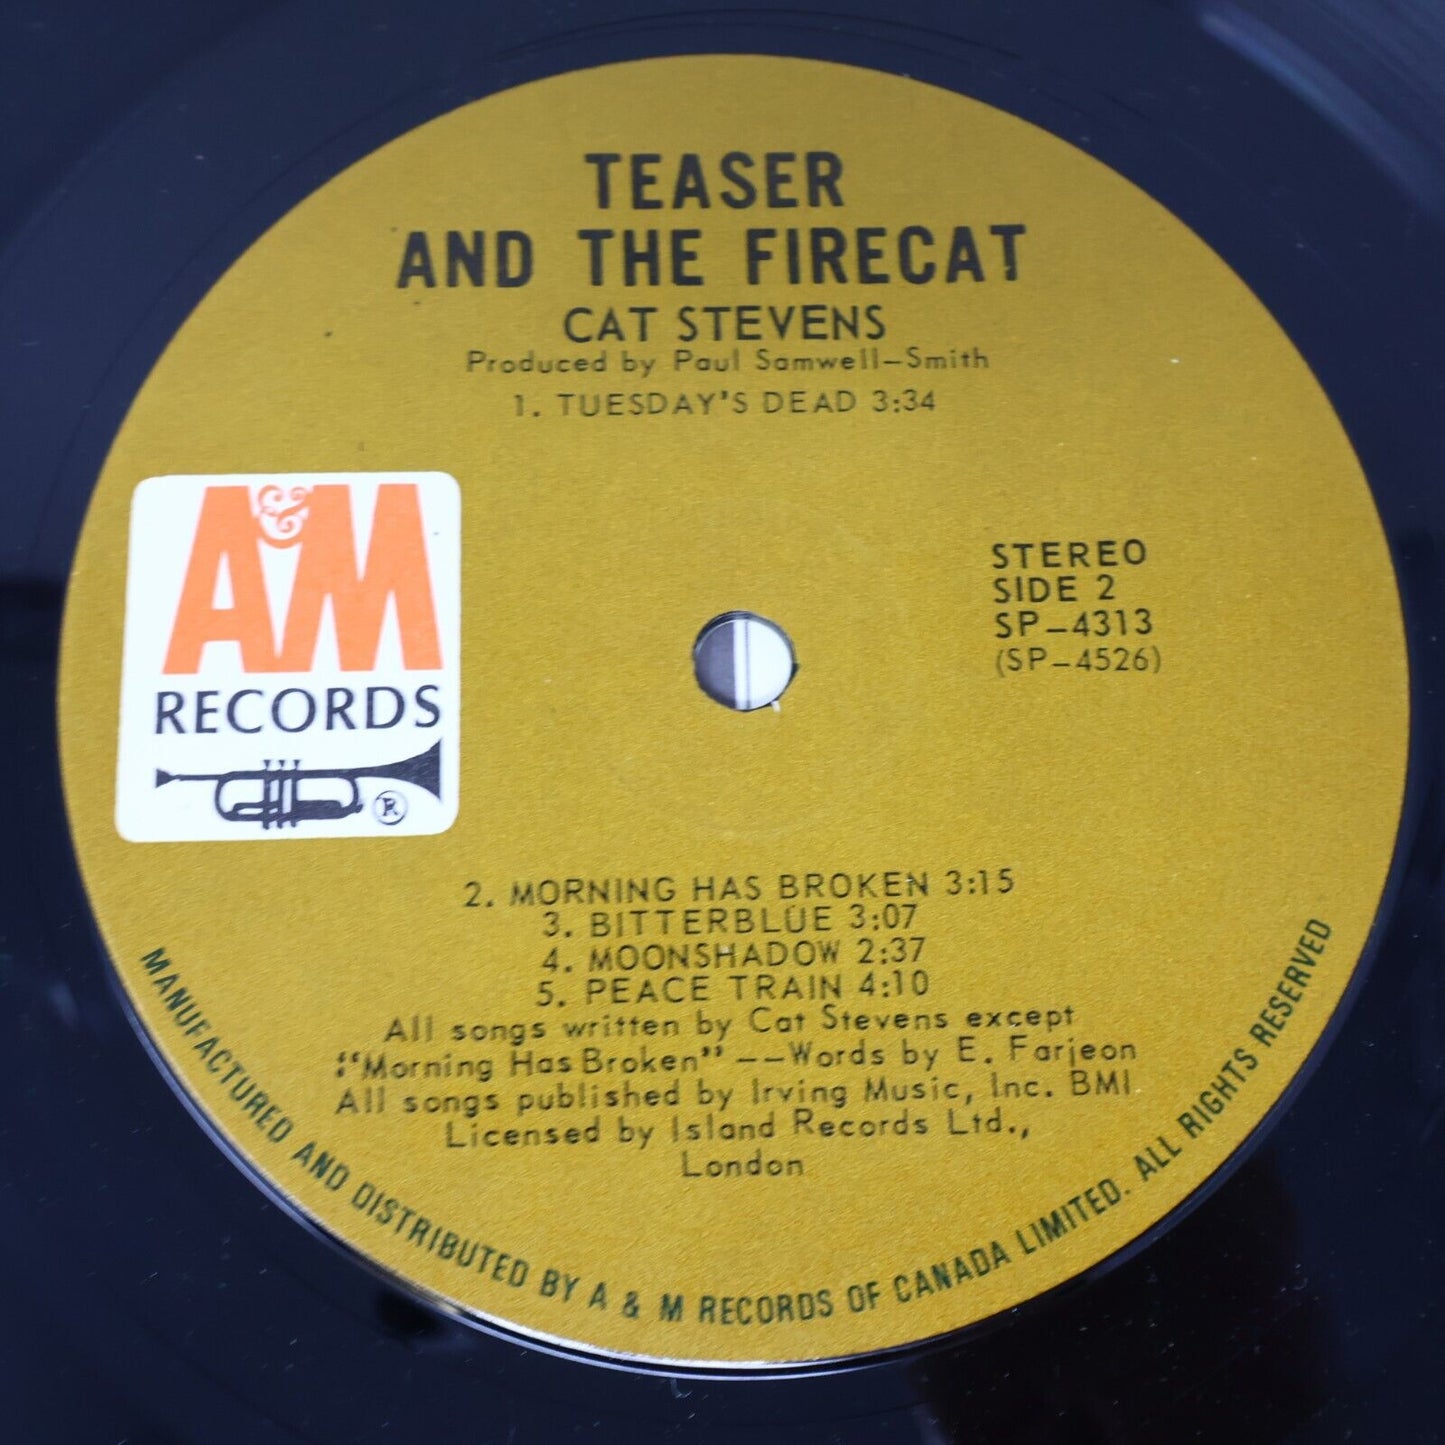 TEASER
AND THE FIRECAT
CAT STEVENS
Produced by Paul Samwell-Smith
1. TUESDAY'S DEAD 3:34
A&M
RECORDS
®
STEREO
SIDE 2
SP-4313
(SP-4526)
2. MORNING HAS BROKEN 3:15
3. BITTERBLUE 3:07
4. MOONSHADOW 2:37
5. PEACE TRAIN 4:10
All songs written by Cat Stevens except
"Morning Has Broken" --Words by E. Farjeon
All songs published by Irving Music, Inc. BMI
Licensed by Island Records Ltd.,
London
MANUFACTURED AND DISTRIBUTED BY A & M RECORDS OF CANADA LIMITED. ALL RIGHTS RESERVED